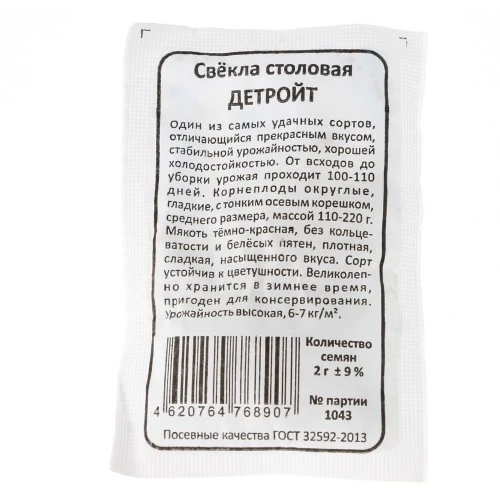 Свёкла столовая
ДЕТРОЙТ
Один из самых удачных сортов,
отличающийся прекрасным вкусом,
стабильной урожайностью, хорошей
холодостойкостью. От всходов до
уборки урожая проходит 100-110
дней. Корнеплоды округлые,
гладкие, с тонким осевым корешком,
среднего размера, массой 110-220 г.
Мякоть тёмно-красная, без кольце-
ватости и белёсых пятен, плотная,
сладкая, насыщенного вкуса. Сорт
устойчив к цветушности. Великолеп-
но хранится в зимнее время,
пригоден для консервирования.
Урожайность высокая, 6-7 кг/м².
Количество
семян
2 г ± 9 %
№ партии
1043
4 620764 768907
Посевные качества ГОСТ 32592-2013